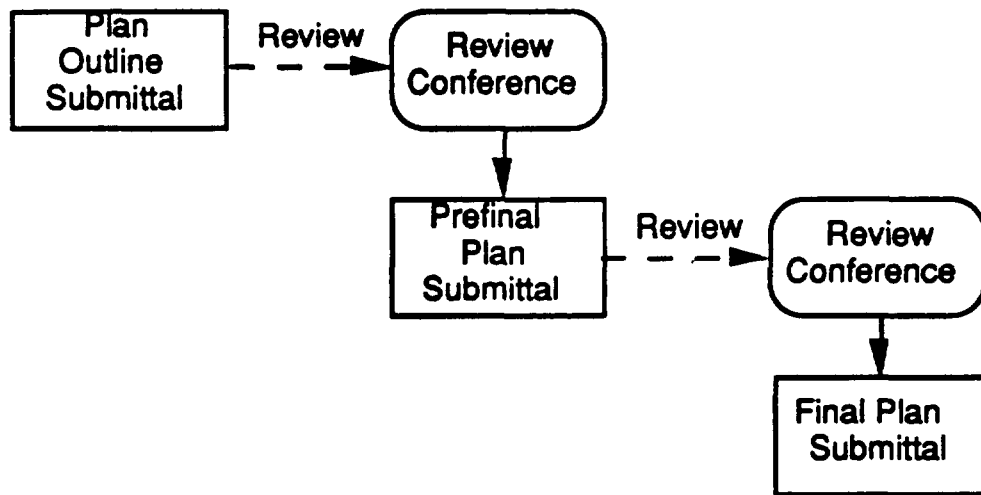 Plan
Outline
Submittal
Review
Review
Conference
Prefinal
Plan
Submittal
Review
Review
Conference
Final Plan
Submittal